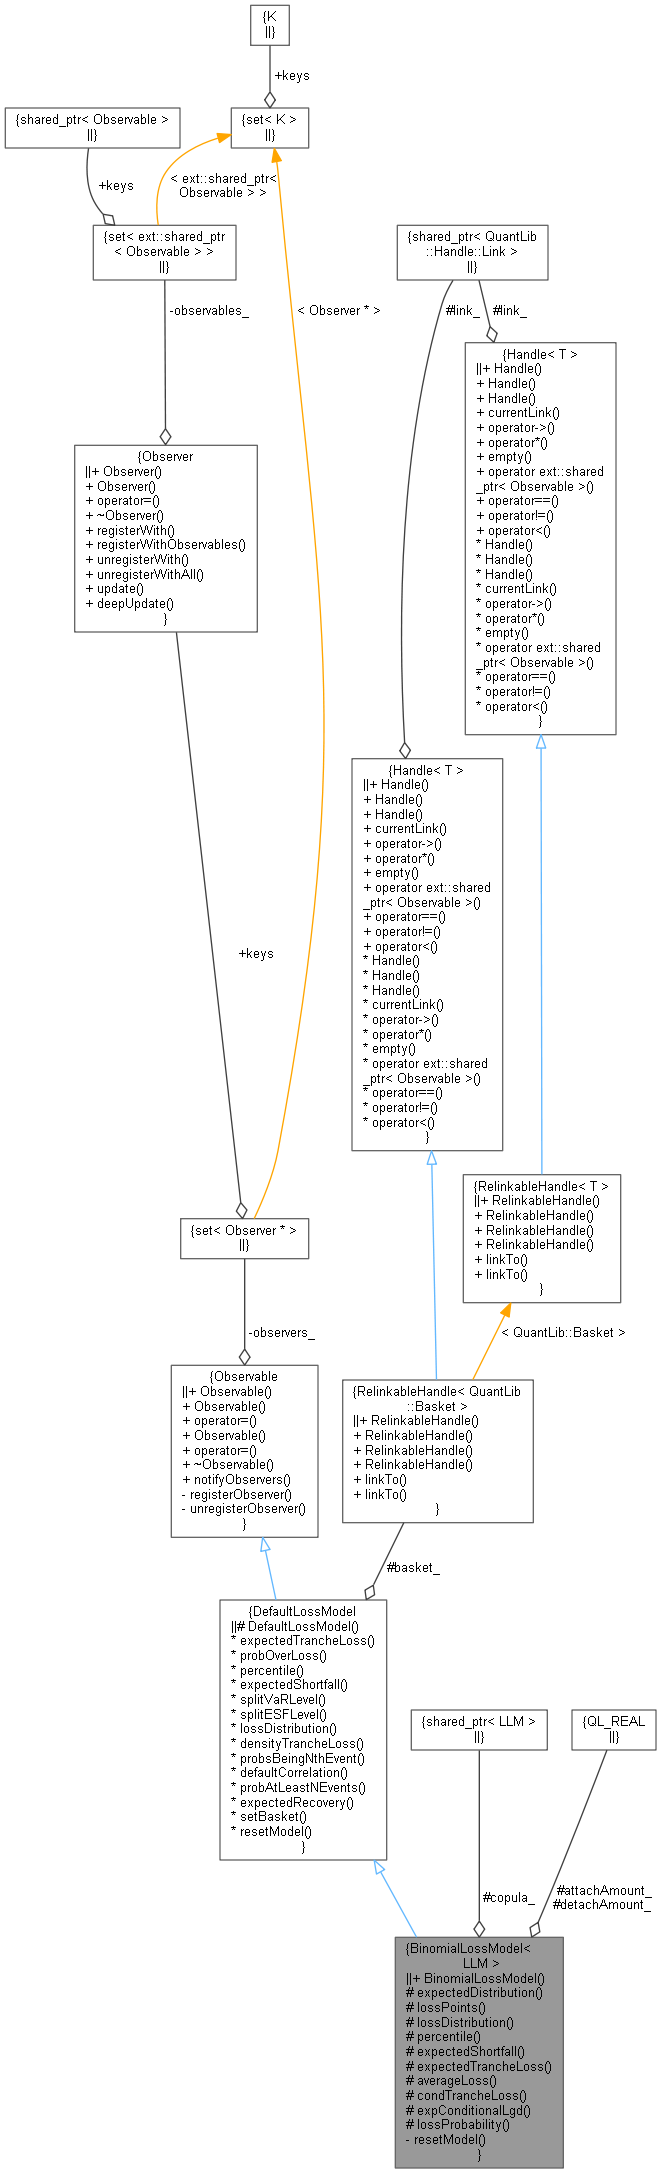 {K
||}
+keys
{shared_ptr< Observable >
||}
{set< K >
||}
+keys
< ext::shared_ptr<
Observable > >
{set< ext::shared_ptr
< Observable > >
||}
{shared_ptr< QuantLib
::Handle::Link >
||}
-observables_
< Observer * >
#link_
#link_
{Handle< T >
||+ Handle()
+ Handle()
+ Handle()
+ currentLink()
+ operator->()
+ operator*()
+ empty()
+ operator ext::shared
_ptr< Observable >()
+ operator==()
+ operator!=()
+ operator<()
* Handle()
* Handle()
* Handle()
* currentLink()
* operator->()
* operator*()
* empty()
* operator ext::shared
_ptr< Observable >()
* operator==()
* operator!=()
* operator<()
}
{Observer
||+ Observer()
+ Observer()
+ operator=()
+ ~Observer()
+ registerWith()
+ registerWithObservables()
+ unregisterWith()
+ unregisterWithAll()
+ update()
+ deepUpdate()
}
{Handle< T >
||+ Handle()
+ Handle()
+ Handle()
+ currentLink()
+ operator->()
+ operator*()
+ empty()
+ operator ext::shared
_ptr< Observable >()
+ operator==()
+ operator!=()
+ operator<()
* Handle()
* Handle()
* Handle()
* currentLink()
* operator->()
* operator*()
* empty()
* operator ext::shared
_ptr< Observable >()
* operator==()
* operator!=()
* operator<()
}
+keys
{RelinkableHandle< T >
||+ RelinkableHandle()
+ RelinkableHandle()
+ RelinkableHandle()
+ RelinkableHandle()
+ linkTo()
+ linkTo()
}
{set< Observer * >
||}
-observers_
< QuantLib::Basket >
{Observable
||+ Observable()
+ Observable()
+ operator=()
+ Observable()
+ operator=()
+ ~Observable()
+ notifyObservers()
- registerObserver()
- unregisterObserver()
}
{RelinkableHandle< QuantLib
::Basket >
||+ RelinkableHandle()
+ RelinkableHandle()
+ RelinkableHandle()
+ RelinkableHandle()
+ linkTo()
+ linkTo()
}
#basket_
{DefaultLossModel
||# DefaultLossModel()
* expectedTrancheLoss()
* probOverLoss()
* percentile()
* expectedShortfall()
* splitVaRLevel()
* splitESFLevel()
* lossDistribution()
* densityTrancheLoss()
* probsBeingNthEvent()
* defaultCorrelation()
* probAtLeastNEvents()
* expectedRecovery()
* setBasket()
* resetModel()
}
{shared_ptr< LLM >
||}
{QL_REAL
||}
#copula_
#attachAmount_
#detachAmount_
{BinomialLossModel<
LLM >
||+ BinomialLossModel()
# expectedDistribution()
# lossPoints()
# lossDistribution()
# percentile()
# expectedShortfall()
# expectedTrancheLoss()
# averageLoss()
# condTrancheLoss()
# expConditionalLgd()
# lossProbability()
- resetModel()
}